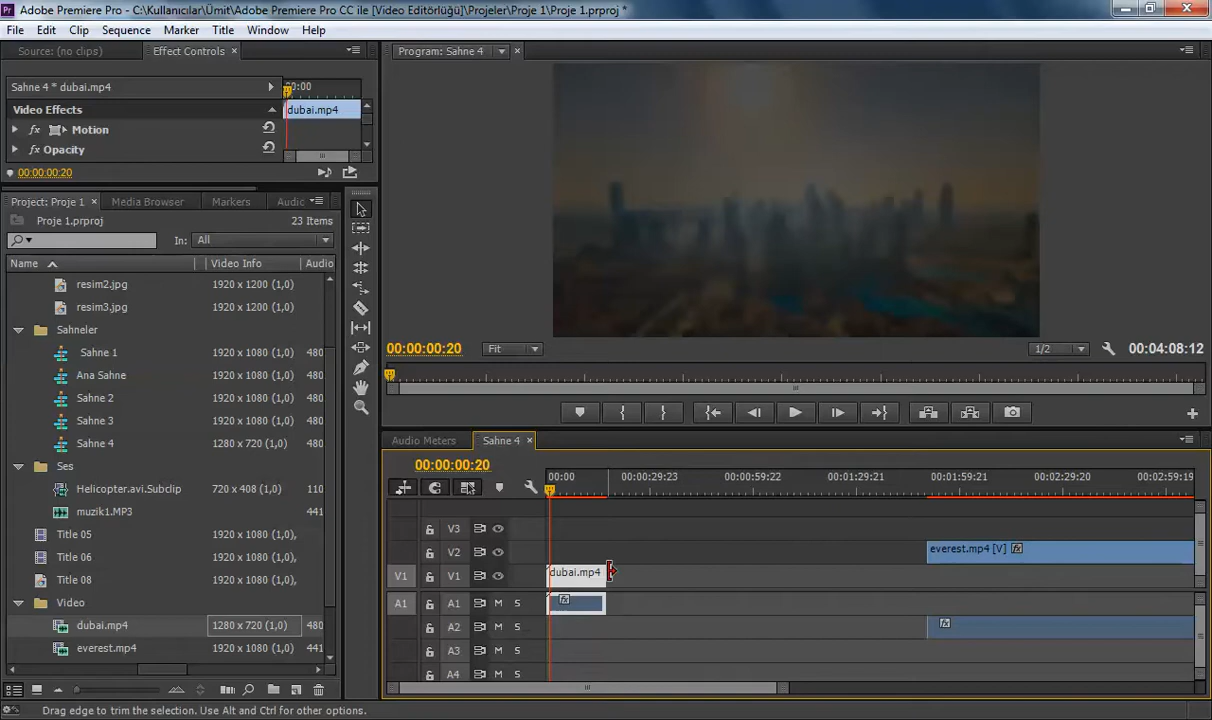 Adobe Premiere Pro - C:\Kullanıcılar\Ümit\Adobe Premiere Pro CC ile [Video Editörlüğü]\Projeler\Proje 1\Proje 1.prproj *
File Edit Clip Sequence Marker Title Window Help
Source: (no clips) Effect Controls
Program: Sahne 4
Sahne 4 * dubai.mp4
00:00
Video Effects
dubai.mp4
fx Motion
fx Opacity
00:00:00:20
Project: Proje 1 Media Browser Markers Audic
Proje 1.prproj
23 Items
In: All
Name Video Info Audio
resim2.jpg 1920 x 1200 (1,0)
resim3.jpg 1920 x 1200 (1,0)
Sahneler
Sahne 1 1920 x 1080 (1,0) 480
Ana Sahne 1920 x 1080 (1,0) 480
Sahne 2 1920 x 1080 (1,0) 480
Sahne 3 1920 x 1080 (1,0) 480
Sahne 4 1280 x 720 (1,0) 480
Ses
Helicopter.avi.Subclip 720 x 408 (1,0) 110
muzik1.MP3 441
Title 05 1920 x 1080 (1,0)
Title 06 1920 x 1080 (1,0)
Title 08 1920 x 1080 (1,0)
Video
dubai.mp4 1280 x 720 (1,0) 480
everest.mp4 1920 x 1080 (1,0) 441
00:00:00:20 Fit 1/2 00:04:08:12
Audio Meters Sahne 4
00:00:00:20
00:00 00:00:29:23 00:00:59:22 00:01:29:21 00:01:59:21 00:02:29:20 00:02:59:19
V3
V2 everest.mp4 [V] fx
V1 V1 dubai.mp4
A1 A1 M S fx
A2 M S fx
A3 M S
A4 M S
Drag edge to trim the selection. Use Alt and Ctrl for other options.